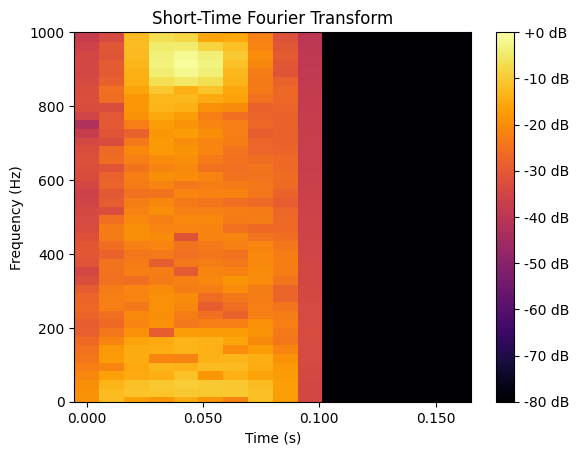 Short-Time Fourier Transform
1000
800
600
400
200
0
Frequency (Hz)
0.000
0.050
0.100
0.150
Time (s)
+0 dB
-10 dB
-20 dB
-30 dB
-40 dB
-50 dB
-60 dB
-70 dB
-80 dB